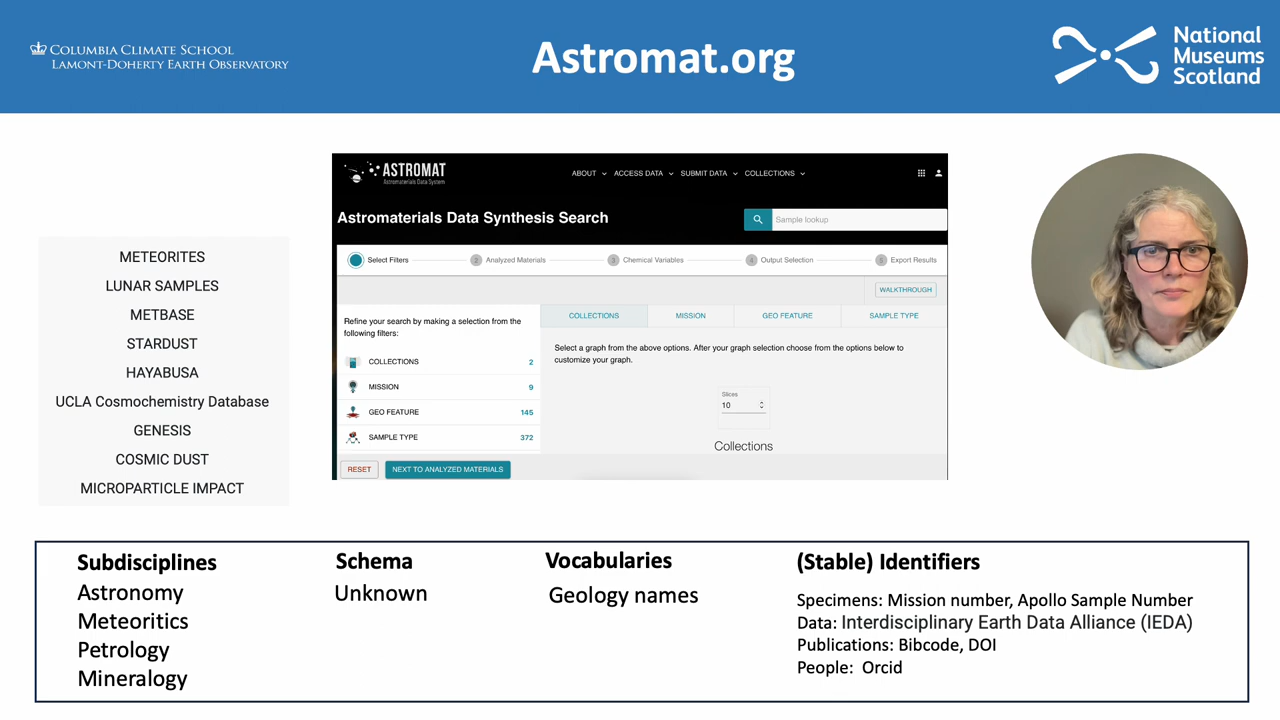 COLUMBIA CLIMATE SCHOOL
LAMONT-DOHERTY EARTH OBSERVATORY
Astromat.org
National
Museums
Scotland
METEORITES
LUNAR SAMPLES
METBASE
STARDUST
HAYABUSA
UCLA Cosmochemistry Database
GENESIS
COSMIC DUST
MICROPARTICLE IMPACT
ASTROMAT
Astromaterials Data System
ABOUT ACCESS DATA SUBMIT DATA COLLECTIONS
Astromaterials Data Synthesis Search
Sample lookup
Select Filters 2 Analyzed Materials 3 Chemical Variables 4 Output Selection 5 Export Results
WALKTHROUGH
Refine your search by making a selection from the
following filters:
COLLECTIONS 2
MISSION 9
GEO FEATURE 145
SAMPLE TYPE 372
RESET NEXT TO ANALYZED MATERIALS
COLLECTIONS MISSION GEO FEATURE SAMPLE TYPE
Select a graph from the above options. After your graph selection choose from the options below to
customize your graph.
Slices
10
Collections
Subdisciplines
Astronomy
Meteoritics
Petrology
Mineralogy
Schema
Unknown
Vocabularies
Geology names
(Stable) Identifiers
Specimens: Mission number, Apollo Sample Number
Data: Interdisciplinary Earth Data Alliance (IEDA)
Publications: Bibcode, DOI
People: Orcid